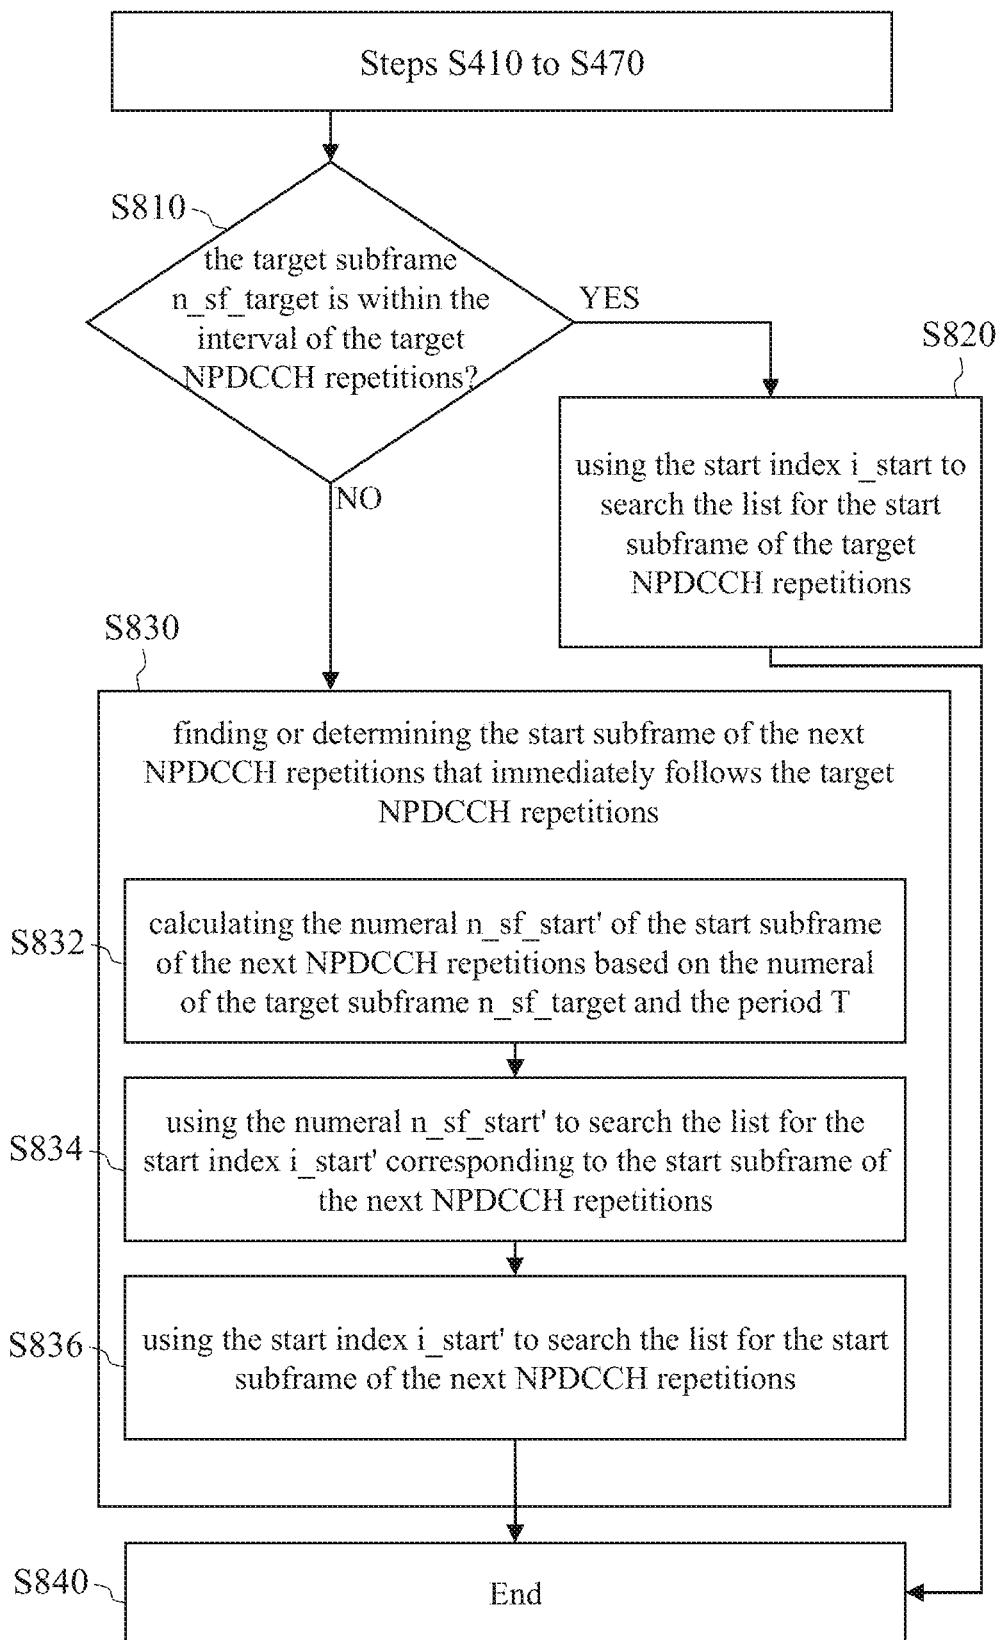 Steps S410 to S470
S810
the target subframe
n_sf_target is within the
interval of the target
NPDCCH repetitions?
YES
NO
S820
using the start index i_start to
search the list for the start
subframe of the target
NPDCCH repetitions
S830
finding or determining the start subframe of the next
NPDCCH repetitions that immediately follows the target
NPDCCH repetitions
S832
calculating the numeral n_sf_start' of the start subframe
of the next NPDCCH repetitions based on the numeral
of the target subframe n_sf_target and the period T
S834
using the numeral n_sf_start' to search the list for the
start index i_start' corresponding to the start subframe of
the next NPDCCH repetitions
S836
using the start index i_start' to search the list for the start
subframe of the next NPDCCH repetitions
S840
End